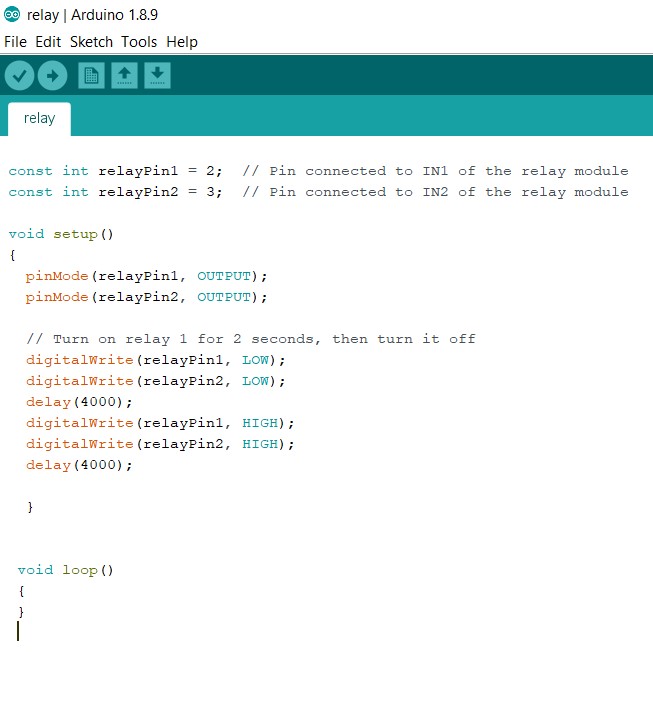 relay | Arduino 1.8.9
File Edit Sketch Tools Help
relay
const int relayPin1 = 2;  // Pin connected to IN1 of the relay module
const int relayPin2 = 3;  // Pin connected to IN2 of the relay module
void setup()
{
  pinMode(relayPin1, OUTPUT);
  pinMode(relayPin2, OUTPUT);
  // Turn on relay 1 for 2 seconds, then turn it off
  digitalWrite(relayPin1, LOW);
  digitalWrite(relayPin2, LOW);
  delay(4000);
  digitalWrite(relayPin1, HIGH);
  digitalWrite(relayPin2, HIGH);
  delay(4000);
  }
 void loop()
 {
 }